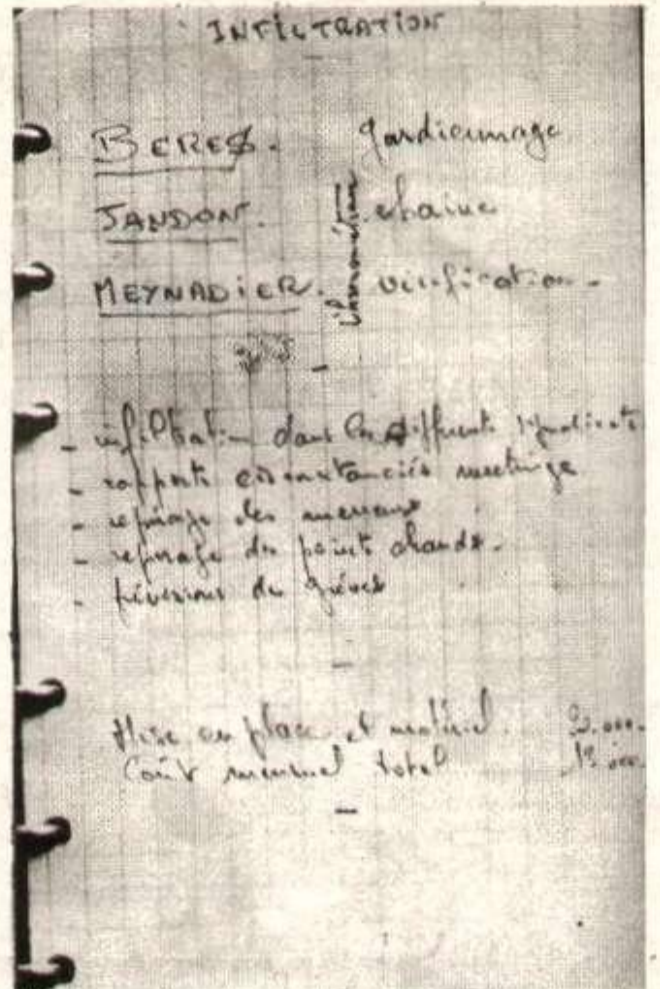 INFILTRATION
BERES. gardiennage
JANDON. chaine
MEYNADIER. vérification -
- infiltration dans les différents syndicats
- rapports circonstanciés meetings
- repérage des meneurs
- repérage des points chauds.
- prévisions de grèves
Mise en place et matériel.
Coût mensuel total